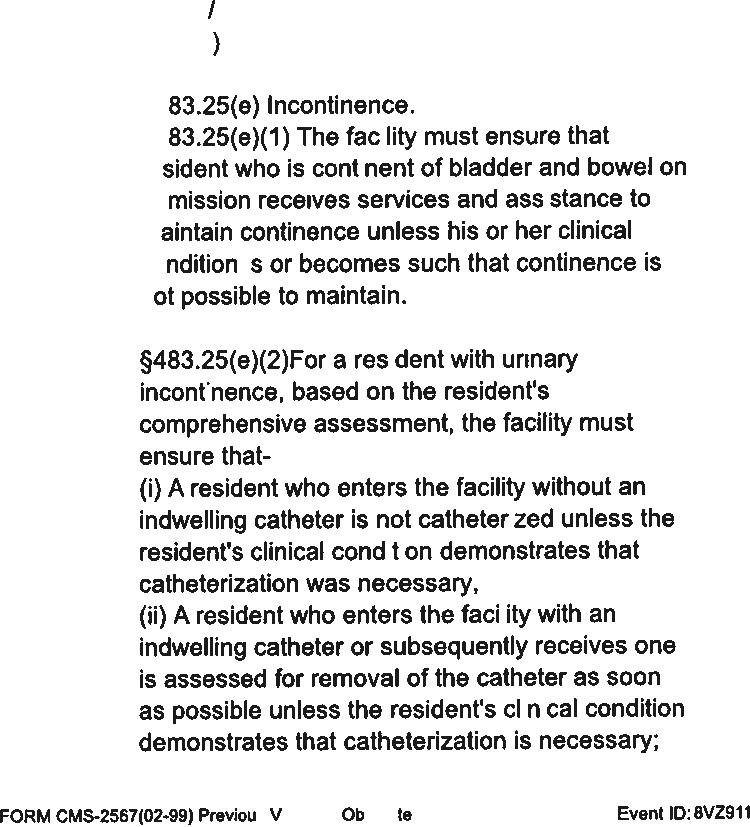 /
)
83.25(e) Incontinence.
83.25(e)(1) The fac lity must ensure that
sident who is cont nent of bladder and bowel on
mission receives services and ass stance to
aintain continence unless his or her clinical
ndition s or becomes such that continence is
ot possible to maintain.
§483.25(e)(2)For a res dent with urinary
incont nence, based on the resident's
comprehensive assessment, the facility must
ensure that-
(i) A resident who enters the facility without an
indwelling catheter is not catheter zed unless the
resident's clinical cond t on demonstrates that
catheterization was necessary,
(ii) A resident who enters the faci ity with an
indwelling catheter or subsequently receives one
is assessed for removal of the catheter as soon
as possible unless the resident's cl n cal condition
demonstrates that catheterization is necessary;
FORM CMS-2567(02-99) Previou V Ob te Event ID: 8VZ911